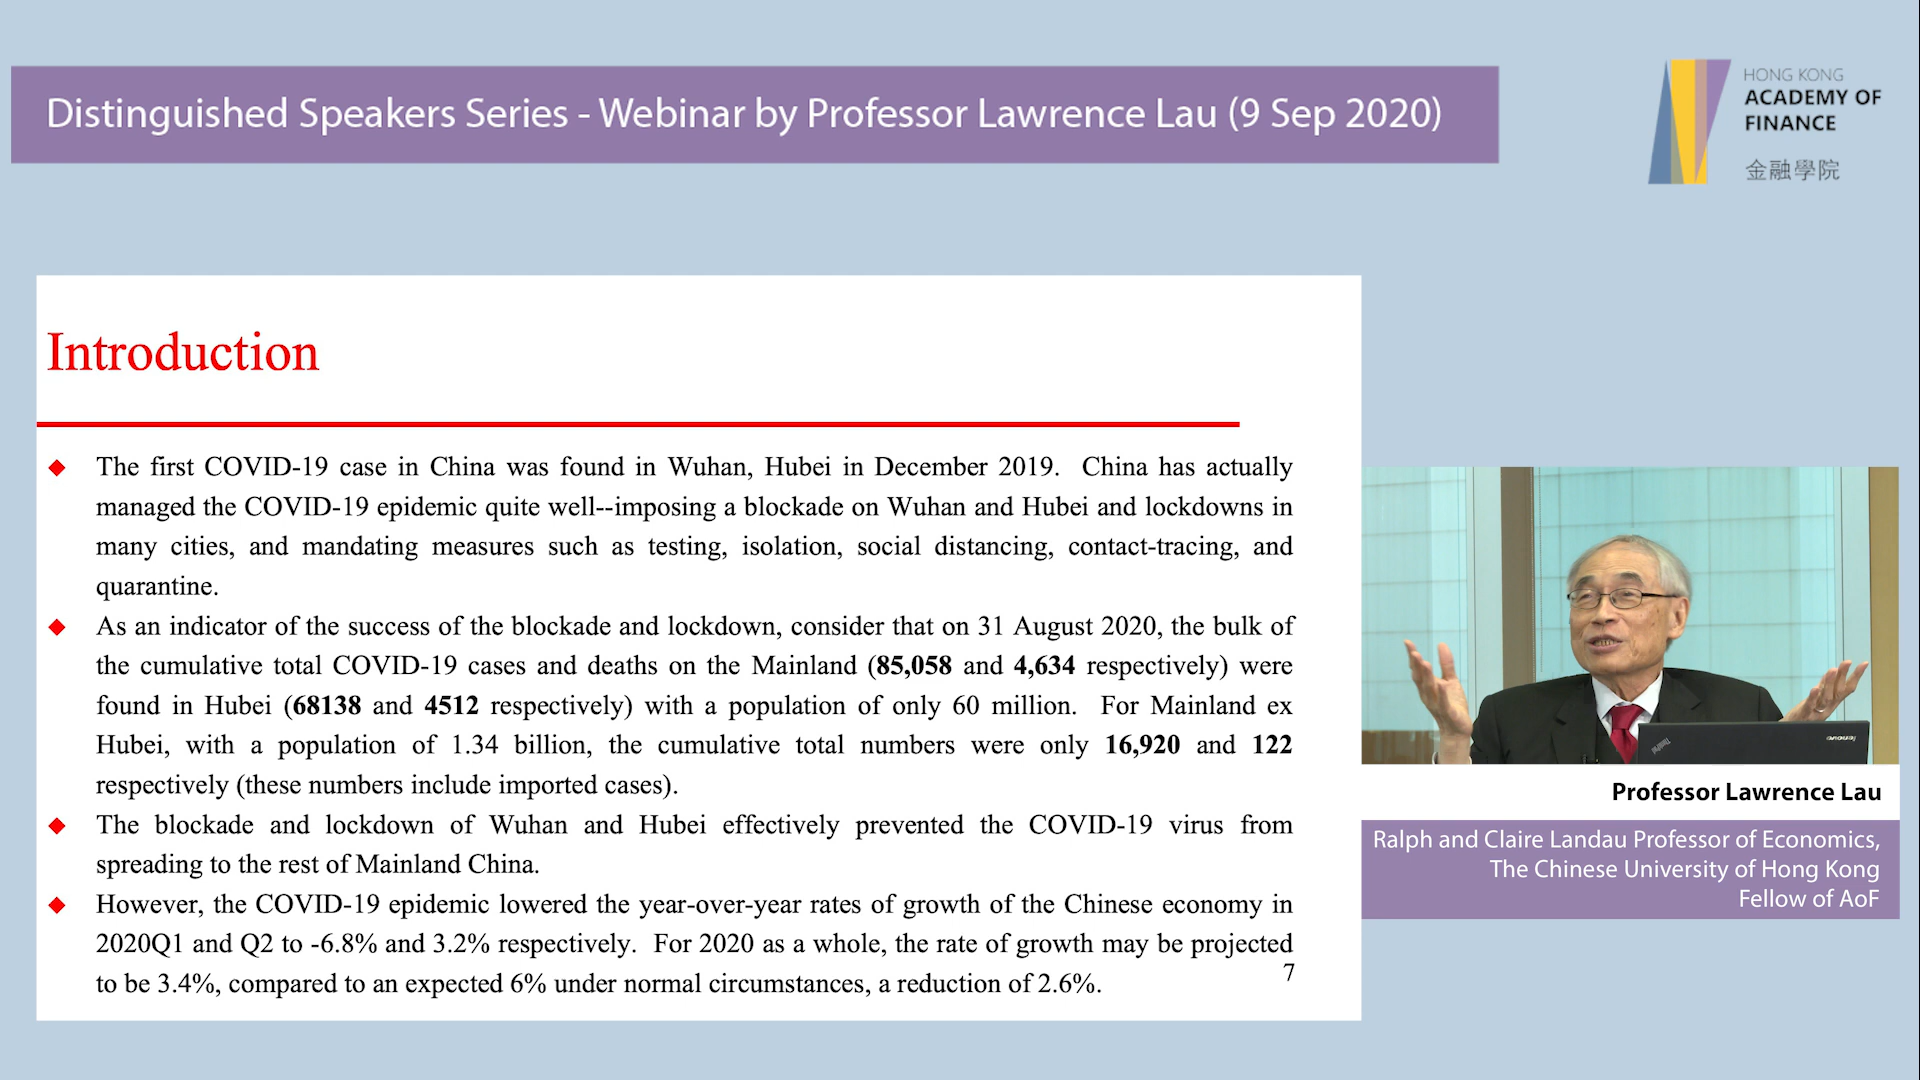 Distinguished Speakers Series - Webinar by Professor Lawrence Lau (9 Sep 2020)
HONG KONG
ACADEMY OF
FINANCE
金融學院
Introduction
The first COVID-19 case in China was found in Wuhan, Hubei in December 2019. China has actually
managed the COVID-19 epidemic quite well--imposing a blockade on Wuhan and Hubei and lockdowns in
many cities, and mandating measures such as testing, isolation, social distancing, contact-tracing, and
quarantine.
As an indicator of the success of the blockade and lockdown, consider that on 31 August 2020, the bulk of
the cumulative total COVID-19 cases and deaths on the Mainland (85,058 and 4,634 respectively) were
found in Hubei (68138 and 4512 respectively) with a population of only 60 million. For Mainland ex
Hubei, with a population of 1.34 billion, the cumulative total numbers were only 16,920 and 122
respectively (these numbers include imported cases).
The blockade and lockdown of Wuhan and Hubei effectively prevented the COVID-19 virus from
spreading to the rest of Mainland China.
However, the COVID-19 epidemic lowered the year-over-year rates of growth of the Chinese economy in
2020Q1 and Q2 to -6.8% and 3.2% respectively. For 2020 as a whole, the rate of growth may be projected
to be 3.4%, compared to an expected 6% under normal circumstances, a reduction of 2.6%.
7
ThinkPad
lenovo
Professor Lawrence Lau
Ralph and Claire Landau Professor of Economics,
The Chinese University of Hong Kong
Fellow of AoF